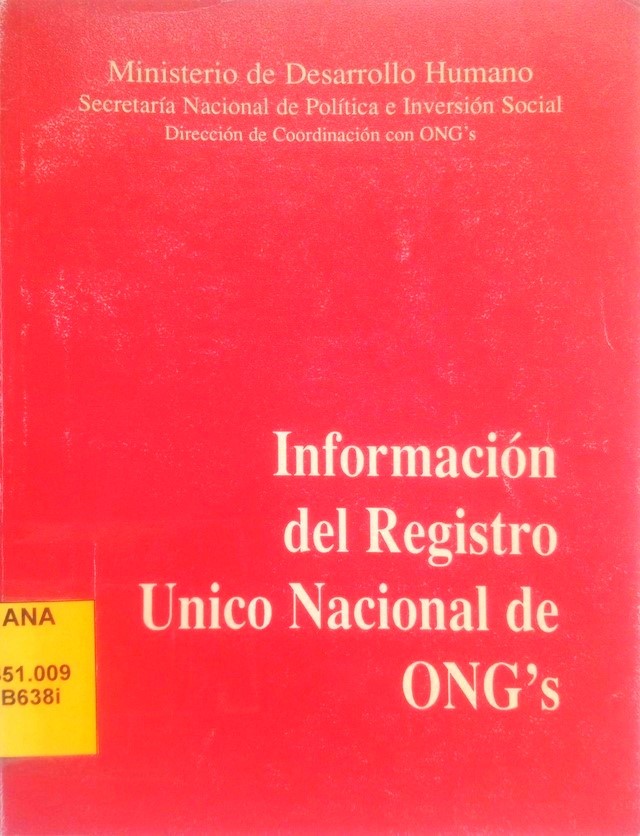 Ministerio de Desarrollo Humano
Secretaría Nacional de Política e Inversión Social
Dirección de Coordinación con ONG's
Información
del Registro
Unico Nacional de
ONG's
ANA
51.009
B638i